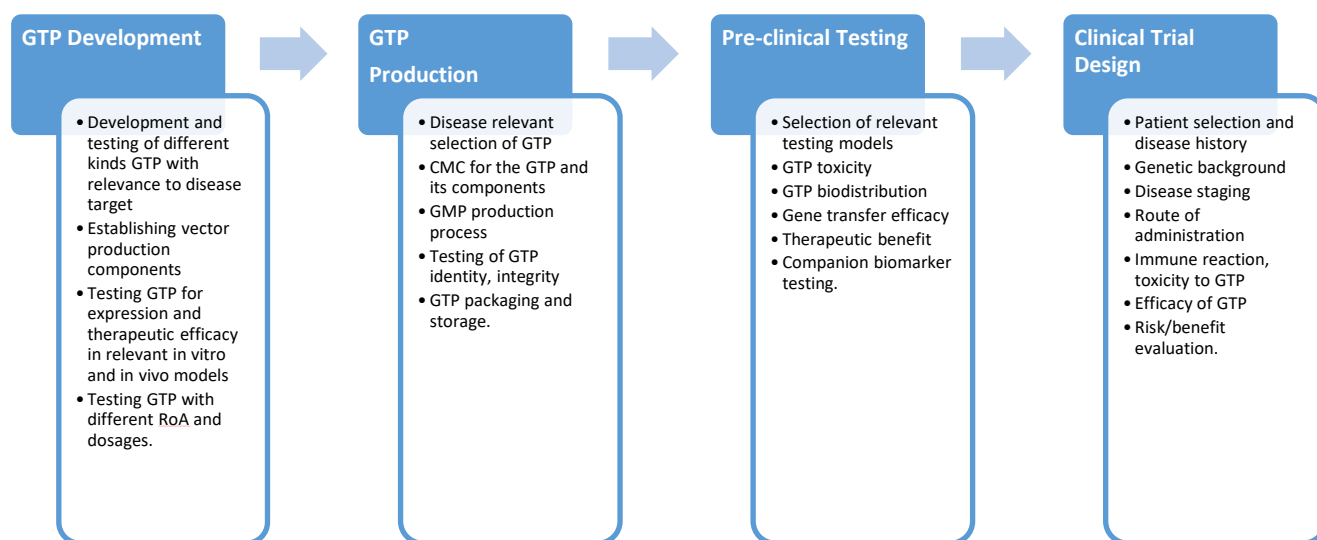 GTP Development
• Development and
testing of different
kinds GTP with
relevance to disease
target
• Establishing vector
production
components
• Testing GTP for
expression and
therapeutic efficacy
in relevant in vitro
and in vivo models
• Testing GTP with
different RoA and
dosages.
GTP
Production
• Disease relevant
selection of GTP
• CMC for the GTP and
its components
• GMP production
process
• Testing of GTP
identity, integrity
• GTP packaging and
storage.
Pre-clinical Testing
• Selection of relevant
testing models
• GTP toxicity
• GTP biodistribution
• Gene transfer efficacy
• Therapeutic benefit
• Companion biomarker
testing.
Clinical Trial
Design
• Patient selection and
disease history
• Genetic background
• Disease staging
• Route of
administration
• Immune reaction,
toxicity to GTP
• Efficacy of GTP
• Risk/benefit
evaluation.